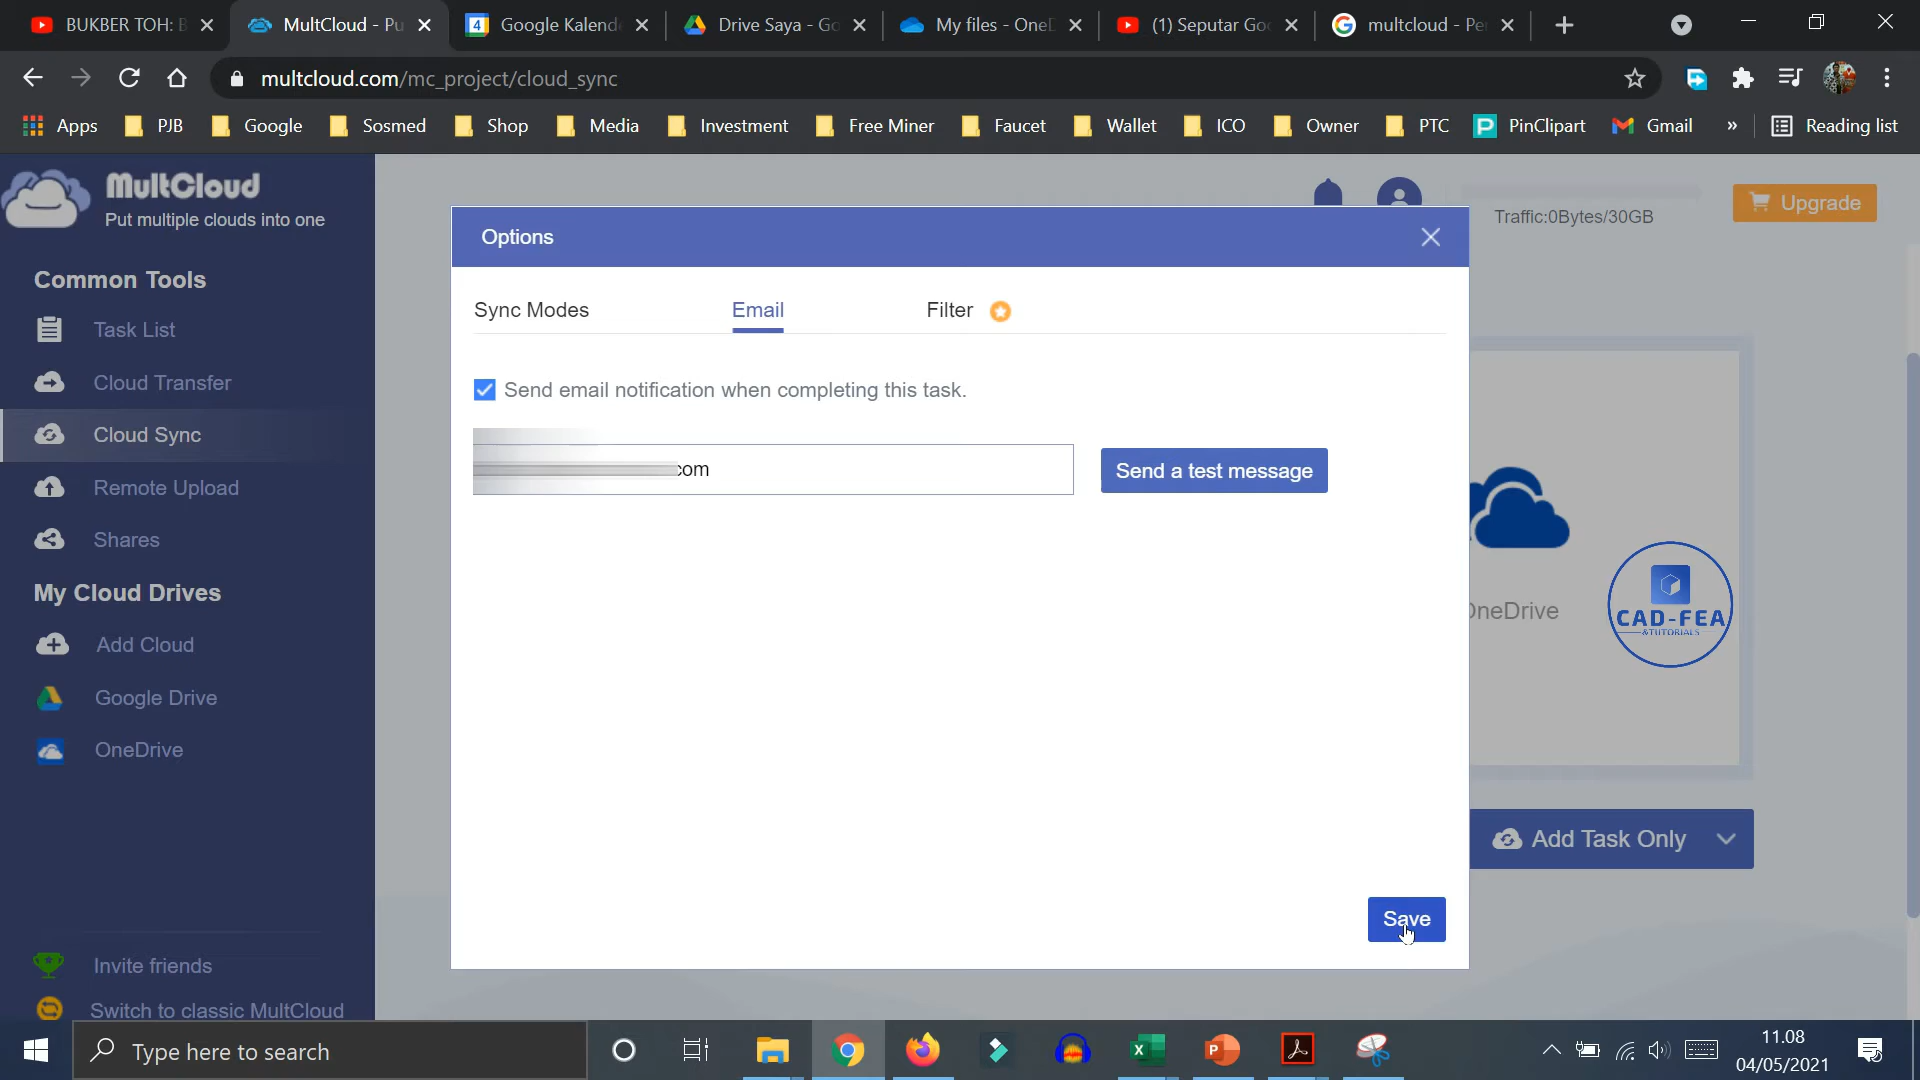 BUKBER TOH: B
MultCloud - Pu
Google Kalend
Drive Saya - Go
My files - OneD
(1) Seputar Goo
multcloud - Pe
multcloud.com/mc_project/cloud_sync
Apps
PJB
Google
Sosmed
Shop
Media
Investment
Free Miner
Faucet
Wallet
ICO
Owner
PTC
PinClipart
Gmail
»
Reading list
MultCloud
Put multiple clouds into one
Common Tools
Task List
Cloud Transfer
Cloud Sync
Remote Upload
Shares
My Cloud Drives
Add Cloud
Google Drive
OneDrive
Invite friends
Switch to classic MultCloud
Traffic:0Bytes/30GB
Upgrade
Options
Sync Modes
Email
Filter
Send email notification when completing this task.
com
Send a test message
OneDrive
CAD-FEA
&TUTORIALS
Add Task Only
Save
Type here to search
11.08
04/05/2021